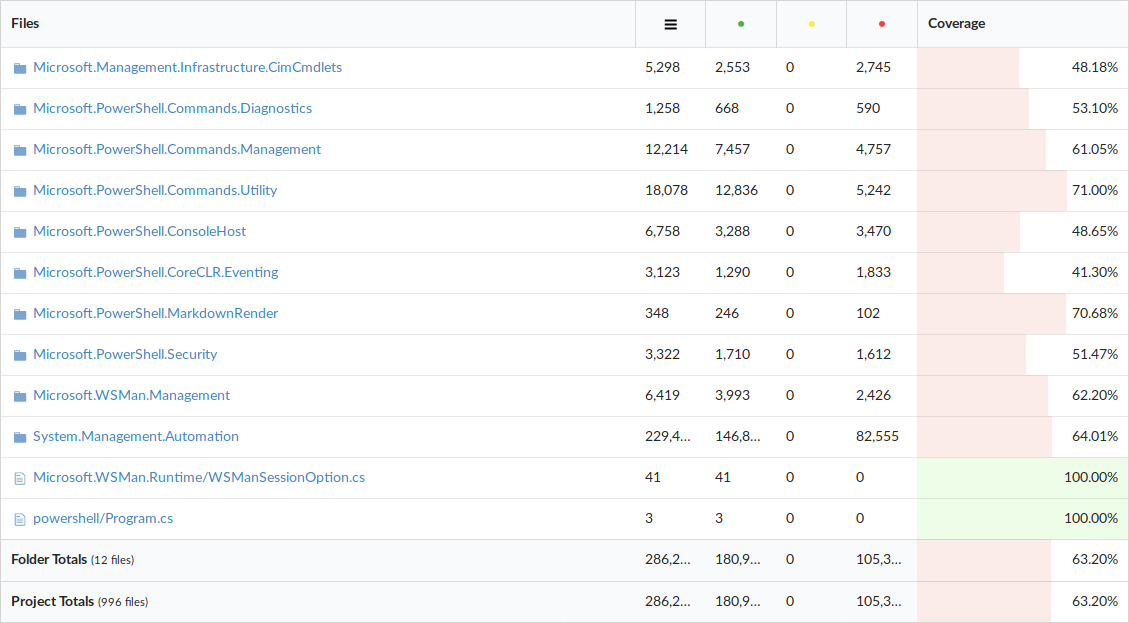 Files Coverage
Microsoft.Management.Infrastructure.CimCmdlets 5,298 2,553 0 2,745 48.18%
Microsoft.PowerShell.Commands.Diagnostics 1,258 668 0 590 53.10%
Microsoft.PowerShell.Commands.Management 12,214 7,457 0 4,757 61.05%
Microsoft.PowerShell.Commands.Utility 18,078 12,836 0 5,242 71.00%
Microsoft.PowerShell.ConsoleHost 6,758 3,288 0 3,470 48.65%
Microsoft.PowerShell.CoreCLR.Eventing 3,123 1,290 0 1,833 41.30%
Microsoft.PowerShell.MarkdownRender 348 246 0 102 70.68%
Microsoft.PowerShell.Security 3,322 1,710 0 1,612 51.47%
Microsoft.WSMan.Management 6,419 3,993 0 2,426 62.20%
System.Management.Automation 229,4... 146,8... 0 82,555 64.01%
Microsoft.WSMan.Runtime/WSManSessionOption.cs 41 41 0 0 100.00%
powershell/Program.cs 3 3 0 0 100.00%
Folder Totals (12 files) 286,2... 180,9... 0 105,3... 63.20%
Project Totals (996 files) 286,2... 180,9... 0 105,3... 63.20%